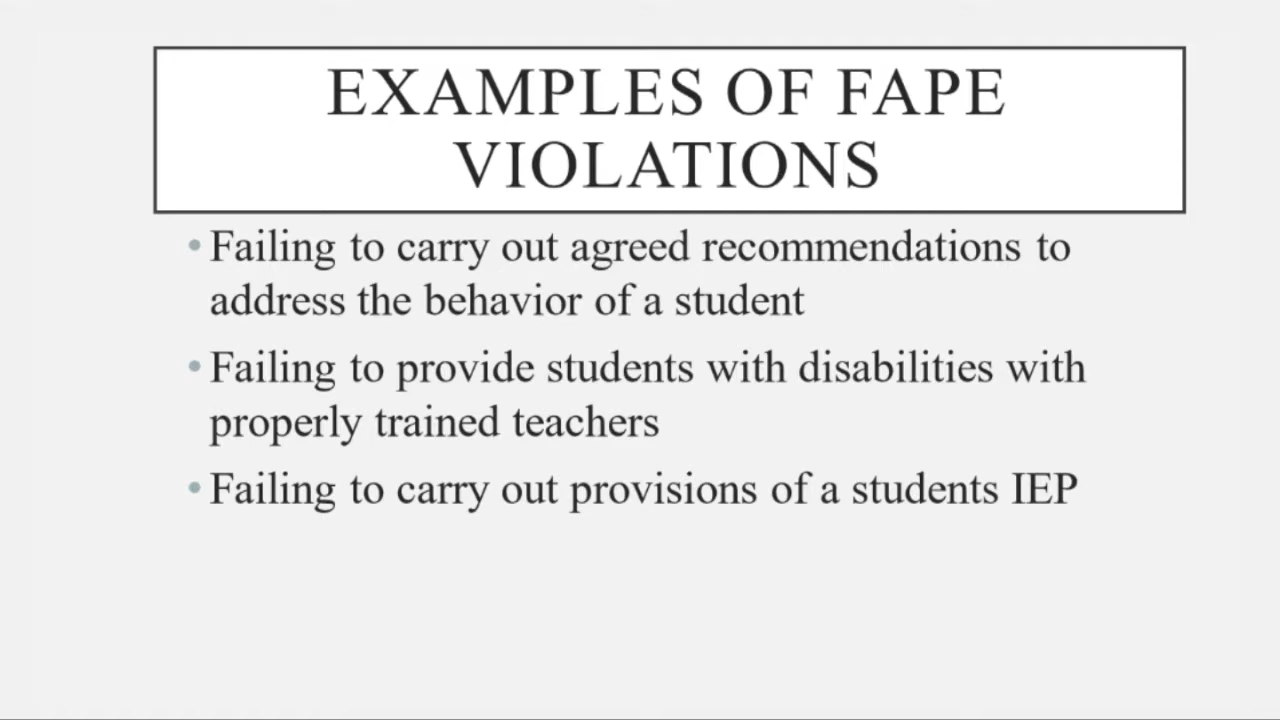 EXAMPLES OF FAPE
VIOLATIONS
• Failing to carry out agreed recommendations to
address the behavior of a student
• Failing to provide students with disabilities with
properly trained teachers
• Failing to carry out provisions of a students IEP